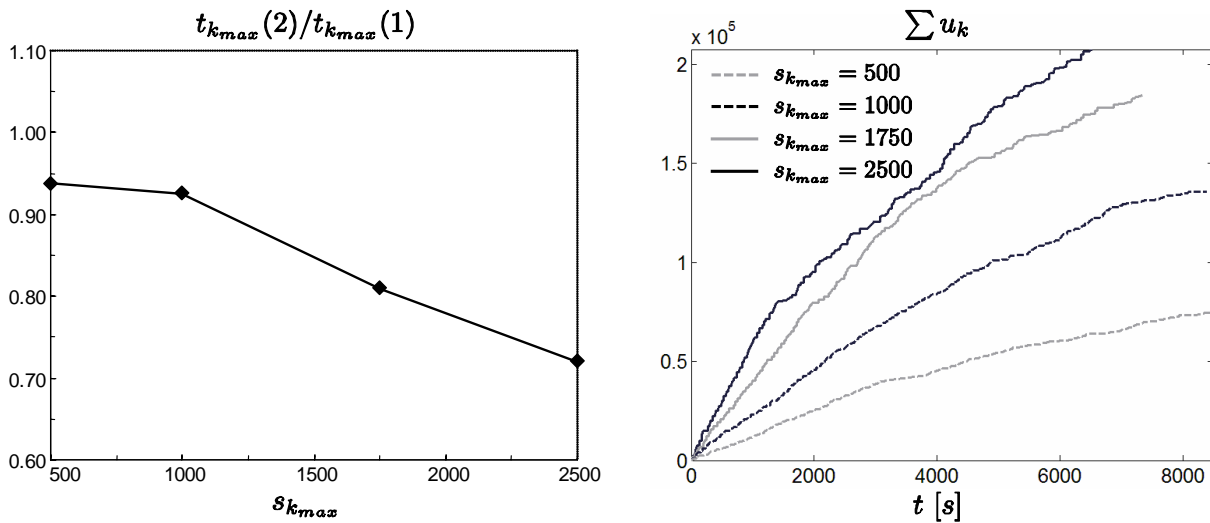 t_{k_{max}}(2)/t_{k_{max}}(1)
1.10
1.00
0.90
0.80
0.70
0.60
500
1000
1500
2000
2500
s_{k_{max}}
∑ u_k
x 10^5
2
1.5
1
0.5
0
s_{k_{max}} = 500
s_{k_{max}} = 1000
s_{k_{max}} = 1750
s_{k_{max}} = 2500
0
2000
4000
6000
8000
t [s]